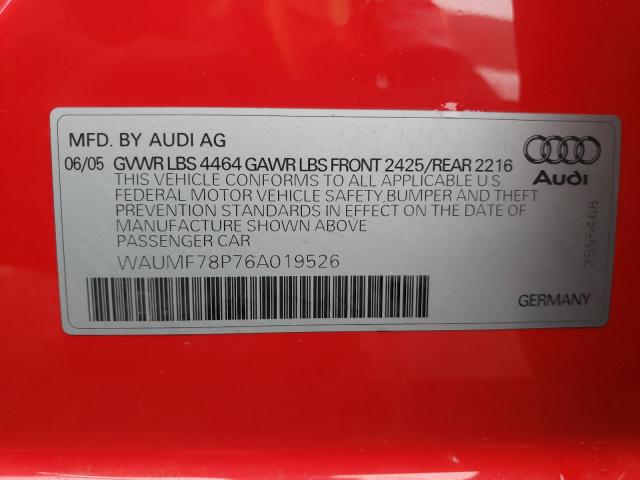 MFD. BY AUDI AG
06/05 GVWR LBS 4464 GAWR LBS FRONT 2425/REAR 2216
THIS VEHICLE CONFORMS TO ALL APPLICABLE U S
FEDERAL MOTOR VEHICLE SAFETY,BUMPER AND THEFT
PREVENTION STANDARDS IN EFFECT ON THE DATE OF
MANUFACTURE SHOWN ABOVE
PASSENGER CAR
WAUMF78P76A019526
Audi
2555468
GERMANY